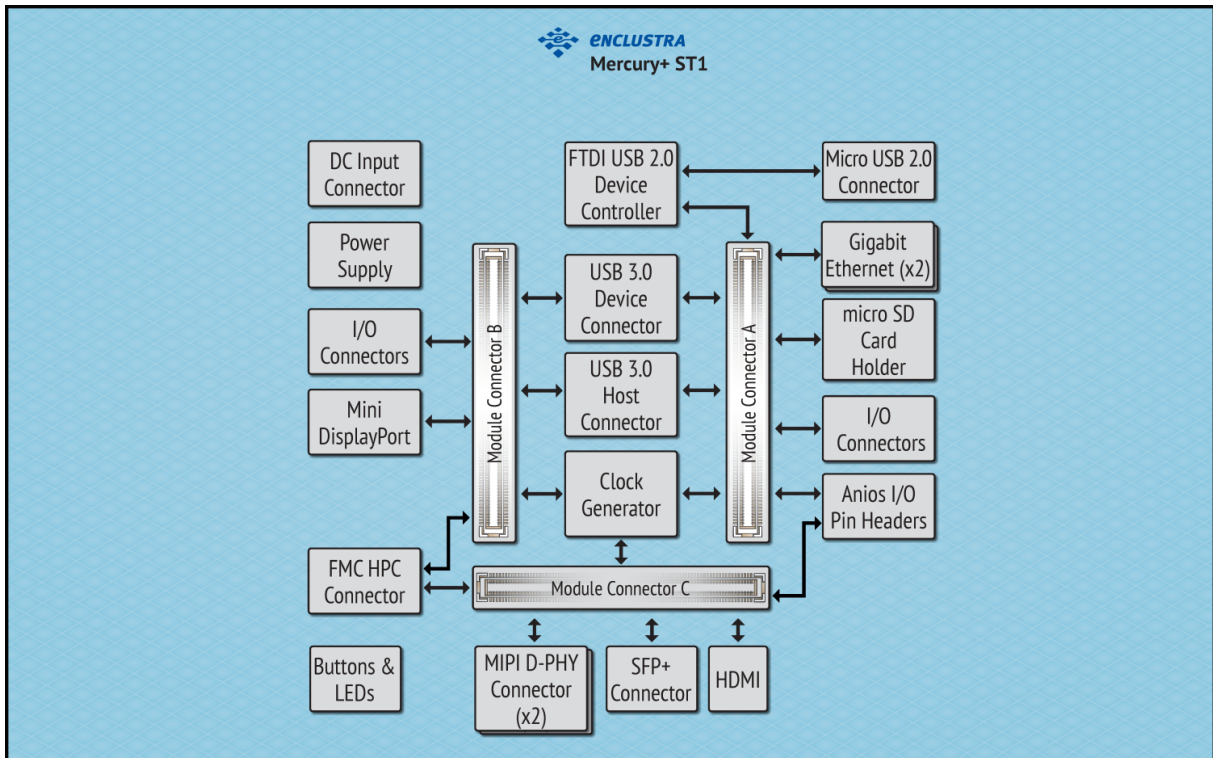 enclustra
Mercury+ ST1
DC Input
Connector
FTDI USB 2.0
Device
Controller
Micro USB 2.0
Connector
Power
Supply
Gigabit
Ethernet (x2)
USB 3.0
Device
Connector
I/O
Connectors
micro SD
Card
Holder
Module Connector B
Module Connector A
USB 3.0
Host
Connector
Mini
DisplayPort
I/O
Connectors
Clock
Generator
Anios I/O
Pin Headers
FMC HPC
Connector
Module Connector C
Buttons &
LEDs
MIPI D-PHY
Connector
(x2)
SFP+
Connector
HDMI